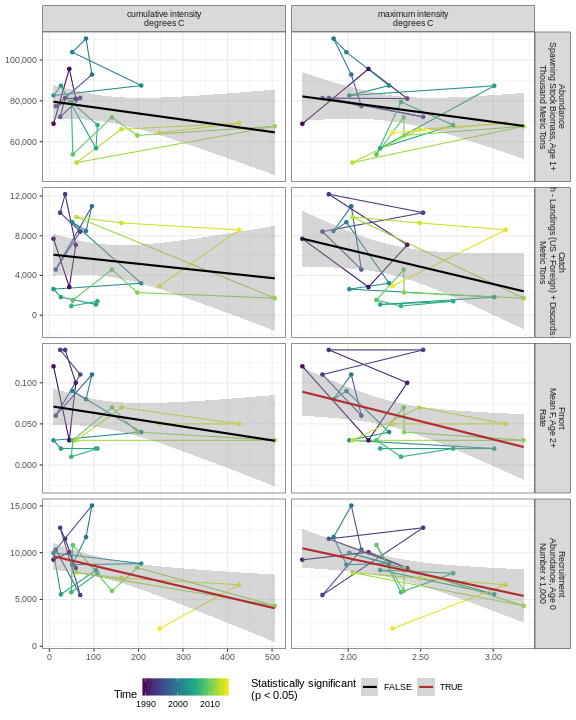 cumulative intensity
degrees C
maximum intensity
degrees C
100,000
80,000
60,000
Abundance
Spawning Stock Biomass, Age 1+
Thousand Metric Tons
12,000
8,000
4,000
0
Catch
h - Landings (US +Foreign) + Discards
Metric Tons
0.100
0.050
0.000
Fmort
Mean F, Age 2+
Rate
15,000
10,000
5,000
0
Recruitment
Abundance, Age 0
Number x 1,000
0 100 200 300 400 500
2.00 2.50 3.00
Time
1990 2000 2010
Statistically significant
(p < 0.05)
FALSE TRUE